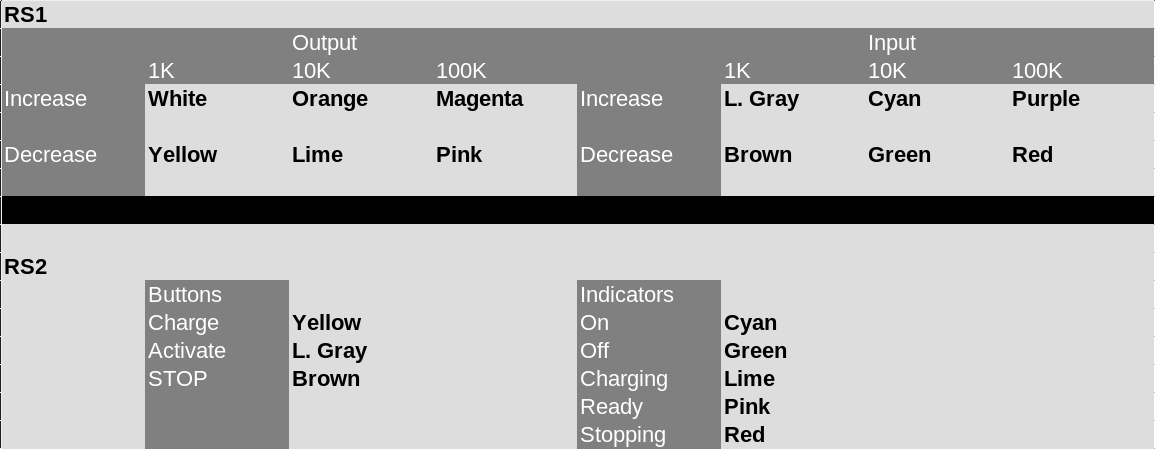 RS1
Output Input
1K 10K 100K 1K 10K 100K
Increase White Orange Magenta Increase L. Gray Cyan Purple
Decrease Yellow Lime Pink Decrease Brown Green Red
RS2
Buttons Indicators
Charge Yellow On Cyan
Activate L. Gray Off Green
STOP Brown Charging Lime
Ready Pink
Stopping Red